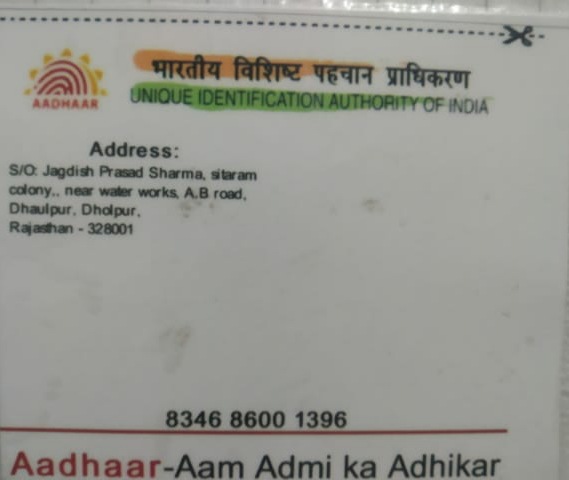 भारतीय विशिष्ट पहचान प्राधिकरण
AADHAAR
UNIQUE IDENTIFICATION AUTHORITY OF INDIA
Address:
S/O: Jagdish Prasad Sharma, sitaram
colony,, near water works, A.B road,
Dhaulpur, Dholpur,
Rajasthan - 328001
8346 8600 1396
Aadhaar-Aam Admi ka Adhikar